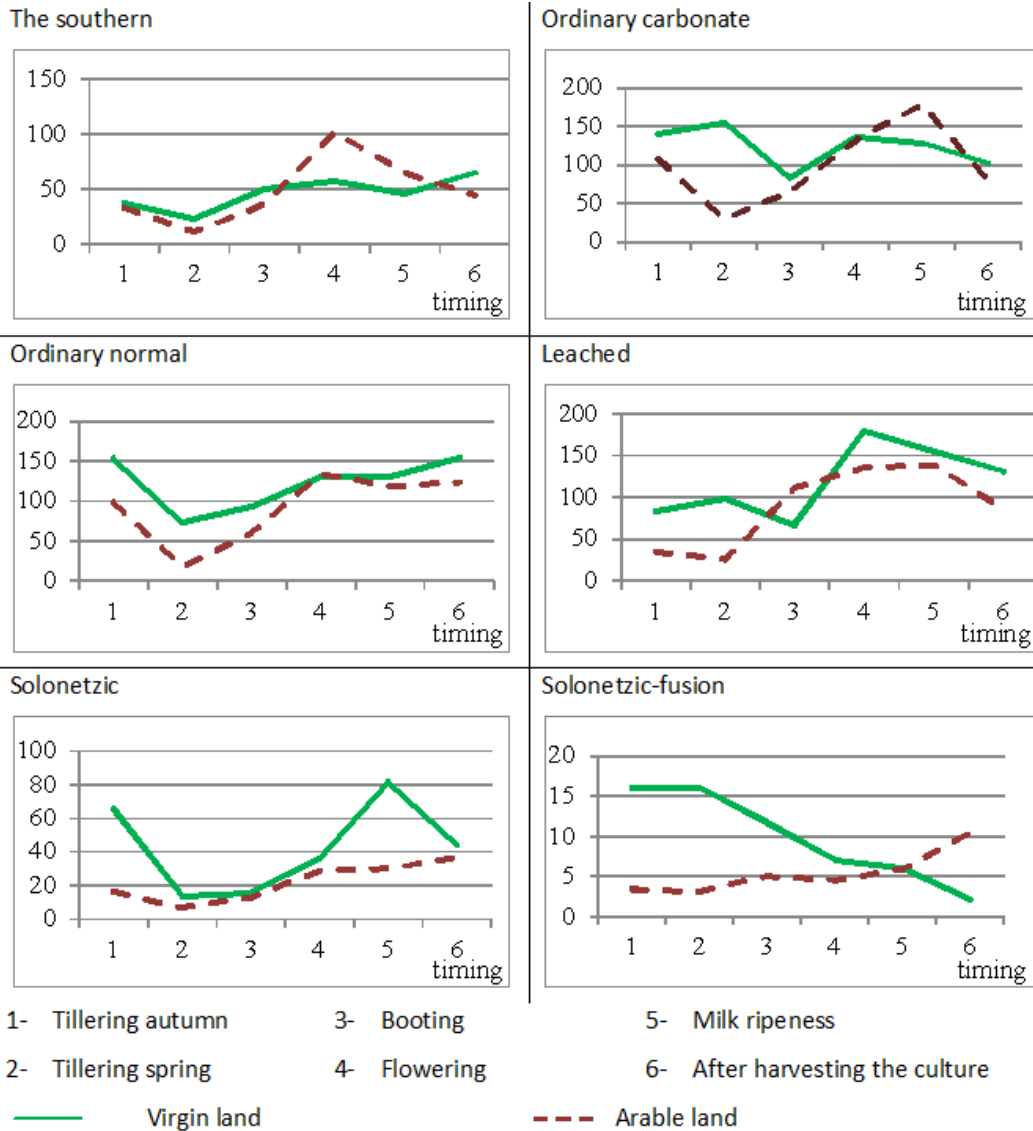 The southern
150
100
50
0
1 2 3 4 5 6
timing
Ordinary carbonate
200
150
100
50
0
1 2 3 4 5 6
timing
Ordinary normal
200
150
100
50
0
1 2 3 4 5 6
timing
Leached
200
150
100
50
0
1 2 3 4 5 6
timing
Solonetzic
100
80
60
40
20
0
1 2 3 4 5 6
timing
Solonetzic-fusion
20
15
10
5
0
1 2 3 4 5 6
timing
1- Tillering autumn 3- Booting 5- Milk ripeness
2- Tillering spring 4- Flowering 6- After harvesting the culture
Virgin land Arable land